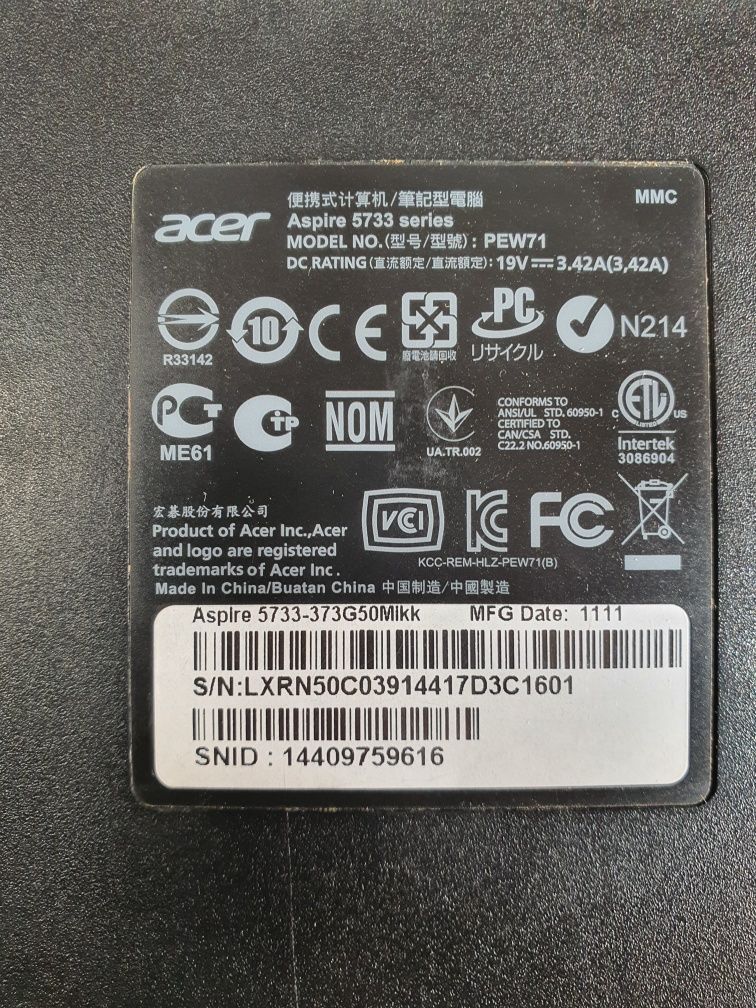 acer
便携式计算机/筆記型電腦
MMC
Aspire 5733 series
MODEL NO.(型号/型號) : PEW71
DC RATING(直流额定/直流額定): 19V⎓3.42A(3,42A)
R33142
10
CE
廢電池請回收
PC
リサイクル
N214
PCT
ME61
TP
NOM
UA.TR.002
CONFORMS TO
ANSI/UL STD. 60950-1
CERTIFIED TO
CAN/CSA STD.
C22.2 NO.60950-1
C ETL US
LISTED
Intertek
3086904
宏碁股份有限公司
Product of Acer Inc.,Acer
and logo are registered
trademarks of Acer Inc .
VCI
FC
KCC-REM-HLZ-PEW71(B)
Made In China/Buatan China 中国制造/中國製造
Aspire 5733-373G50Mikk MFG Date: 1111
S/N:LXRN50C03914417D3C1601
SNID : 14409759616